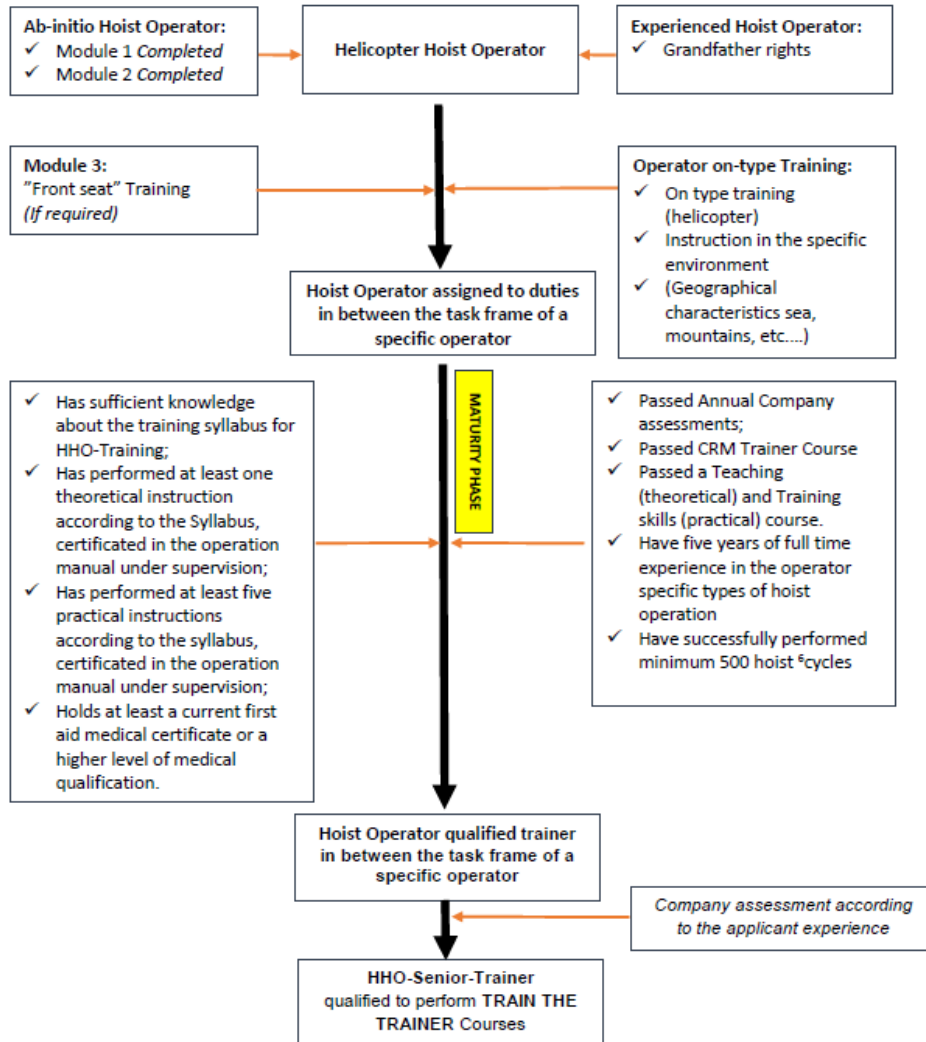 Ab-initio Hoist Operator:
✓ Module 1 Completed
✓ Module 2 Completed
Helicopter Hoist Operator
Experienced Hoist Operator:
✓ Grandfather rights
Module 3:
"Front seat" Training
(If required)
Operator on-type Training:
✓ On type training
(helicopter)
✓ Instruction in the specific
environment
✓ (Geographical
characteristics sea,
mountains, etc....)
Hoist Operator assigned to duties
in between the task frame of a
specific operator
✓ Has sufficient knowledge
about the training syllabus for
HHO-Training;
✓ Has performed at least one
theoretical instruction
according to the Syllabus,
certificated in the operation
manual under supervision;
✓ Has performed at least five
practical instructions
according to the syllabus,
certificated in the operation
manual under supervision;
✓ Holds at least a current first
aid medical certificate or a
higher level of medical
qualification.
MATURITY PHASE
✓ Passed Annual Company
assessments;
✓ Passed CRM Trainer Course
✓ Passed a Teaching
(theoretical) and Training
skills (practical) course.
✓ Have five years of full time
experience in the operator
specific types of hoist
operation
✓ Have successfully performed
minimum 500 hoist ⁶cycles
Hoist Operator qualified trainer
in between the task frame of a
specific operator
Company assessment according
to the applicant experience
HHO-Senior-Trainer
qualified to perform TRAIN THE
TRAINER Courses